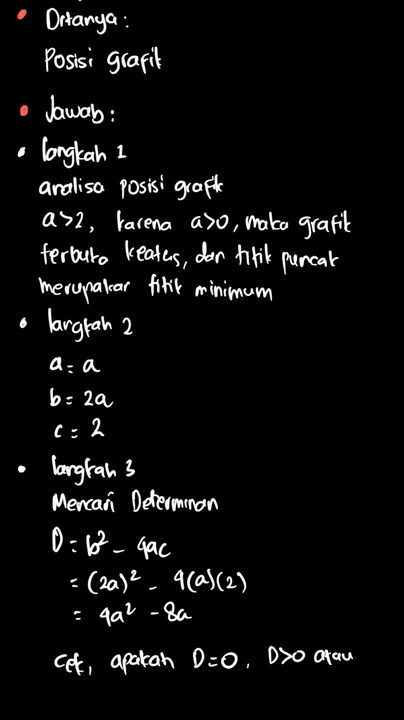 Ditanya:
Posisi grafik
Jawab:
langkah 1
analisa posisi grafik
a>2, karena a>0, maka grafik
terbuka keatas, dan titik puncak
merupakan titik minimum
langkah 2
a = a
b = 2a
c = 2
langkah 3
Mencari Determinan
D = b² - 4ac
= (2a)² - 4(a)(2)
= 4a² - 8a
Cek, apakah D=0, D>0 atau